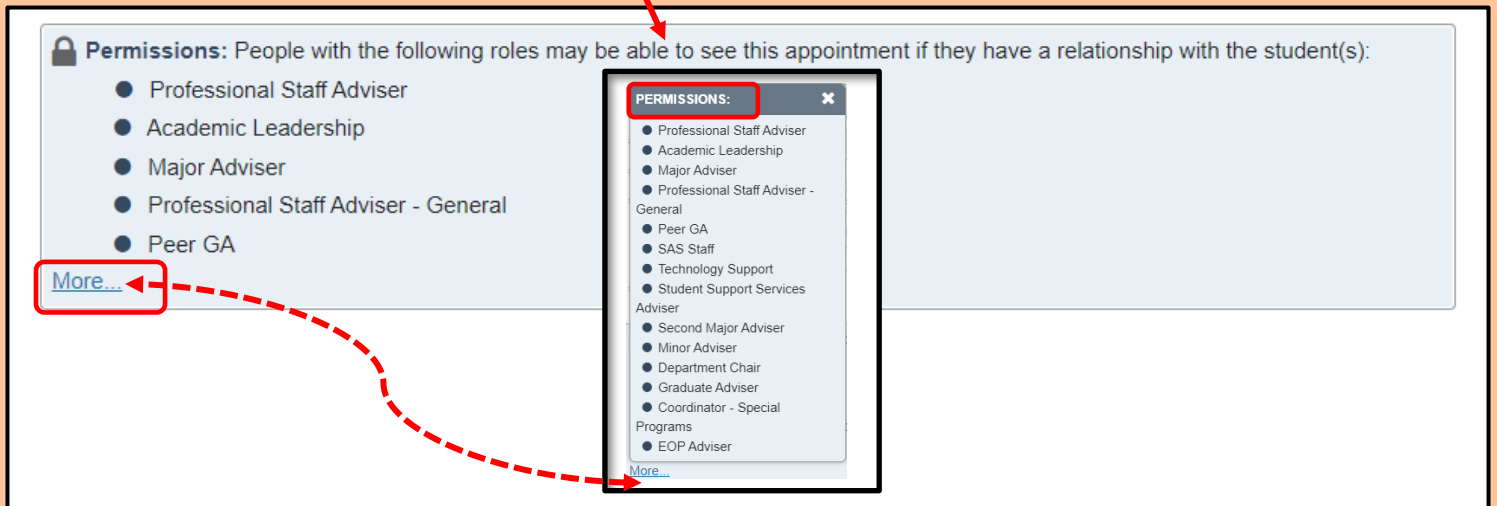 Permissions: People with the following roles may be able to see this appointment if they have a relationship with the student(s):
● Professional Staff Adviser
● Academic Leadership
● Major Adviser
● Professional Staff Adviser - General
● Peer GA
More...
PERMISSIONS: ✖
● Professional Staff Adviser
● Academic Leadership
● Major Adviser
● Professional Staff Adviser -
General
● Peer GA
● SAS Staff
● Technology Support
● Student Support Services
Adviser
● Second Major Adviser
● Minor Adviser
● Department Chair
● Graduate Adviser
● Coordinator - Special
Programs
● EOP Adviser
More...